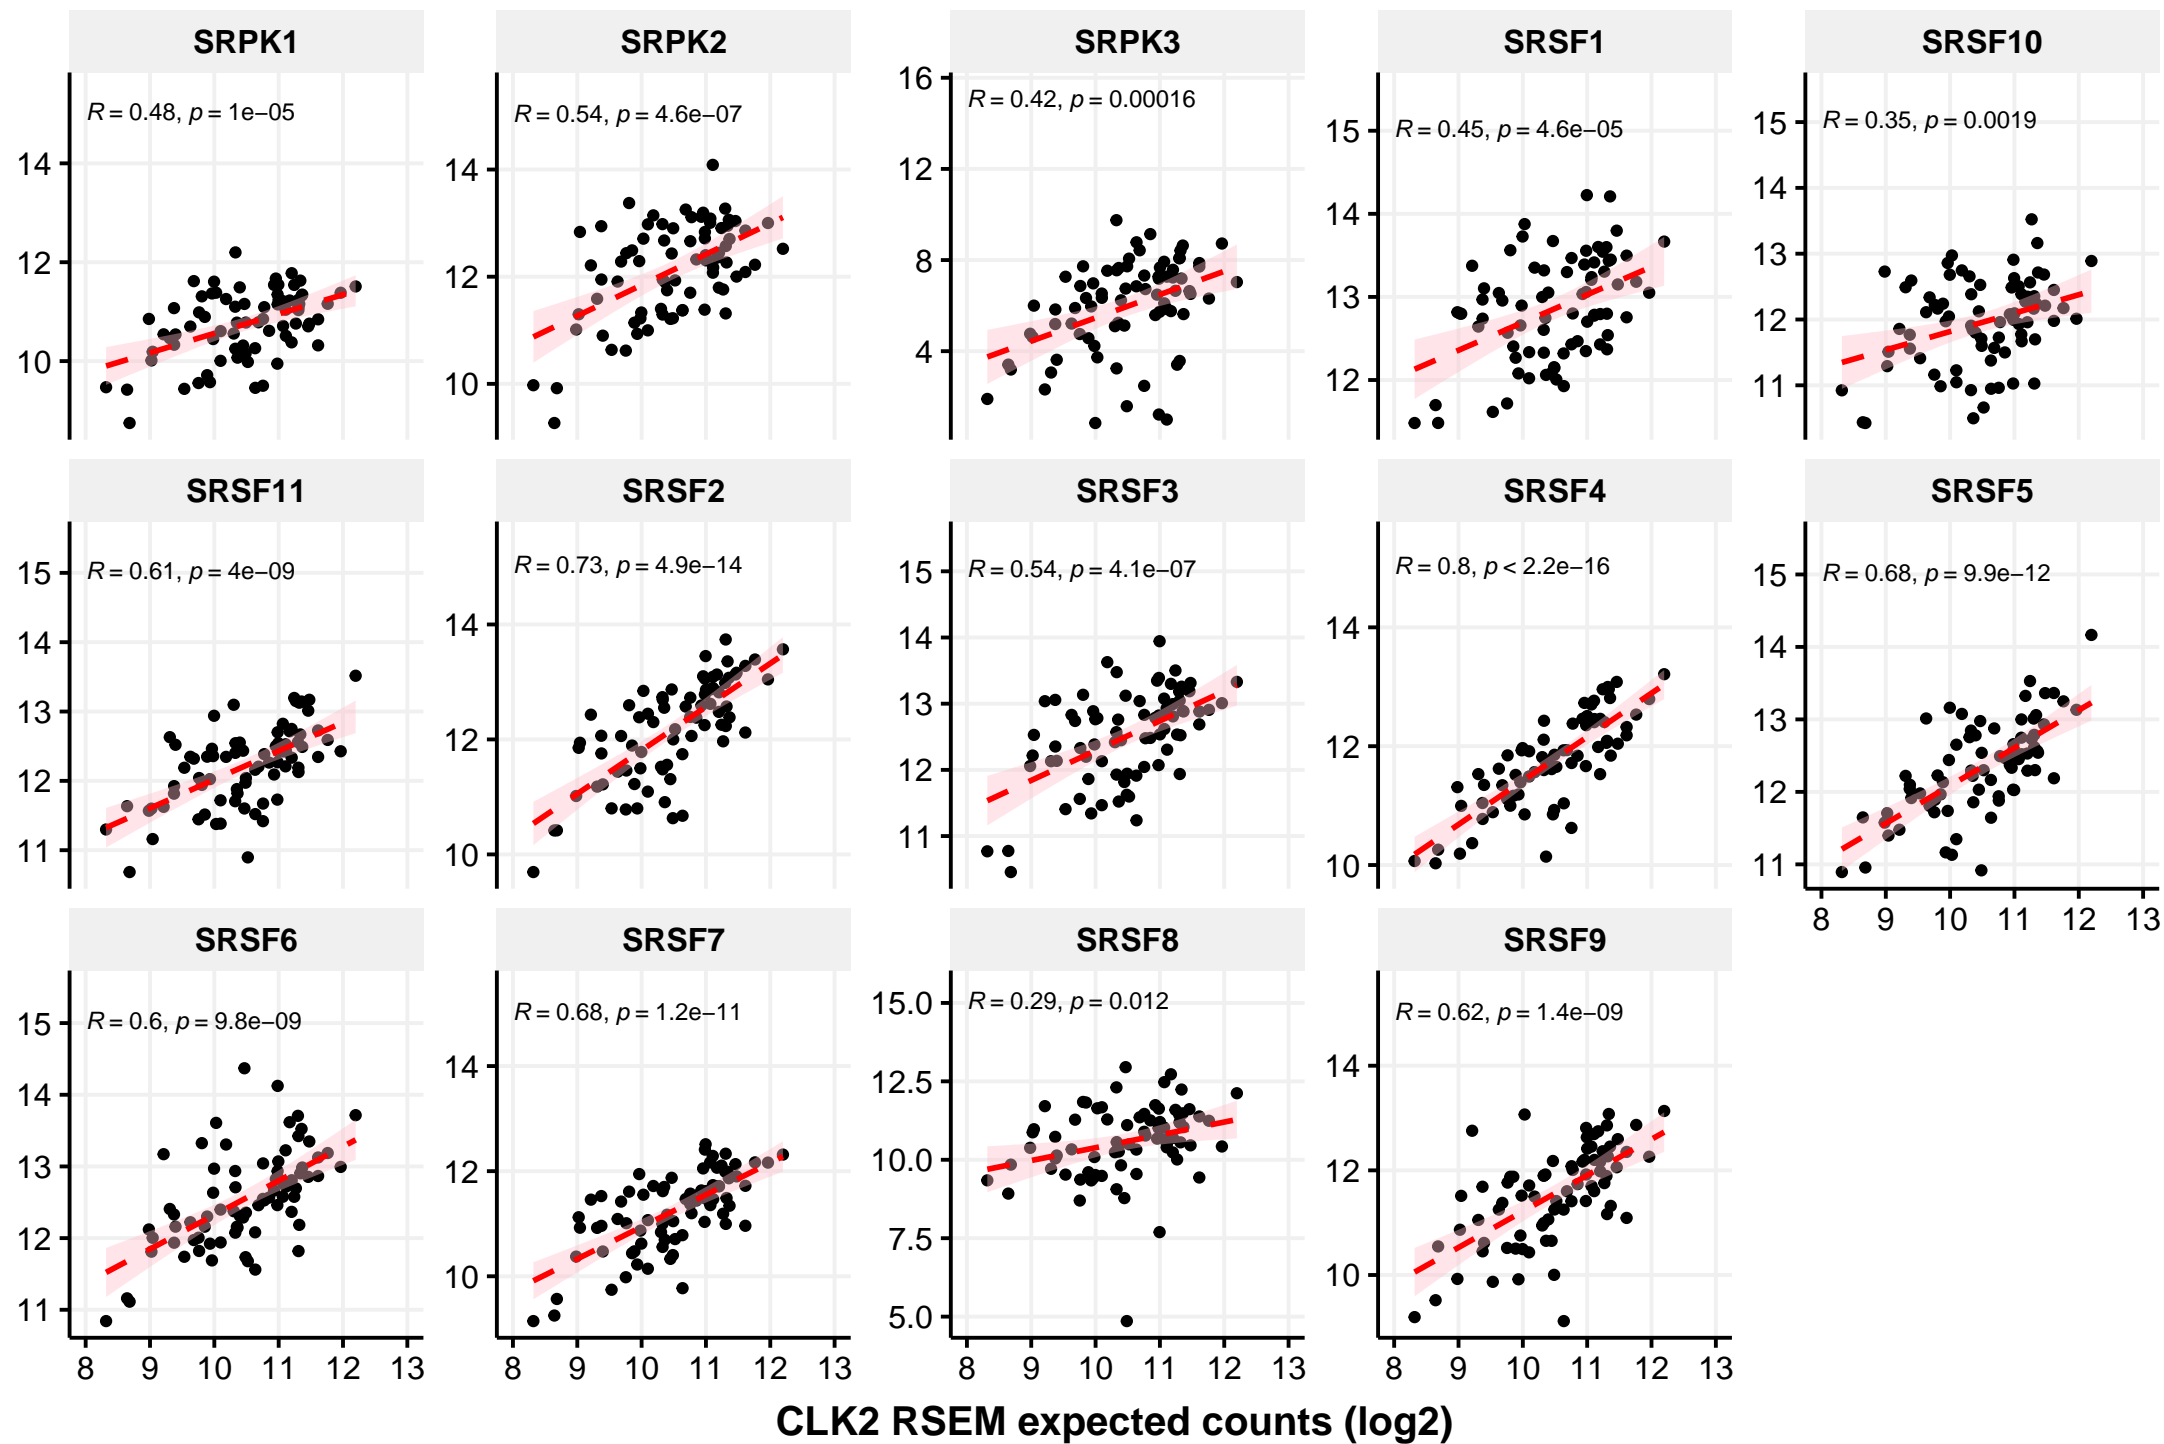 SRPK1 SRPK2 SRPK3 SRSF1 SRSF10
R = 0.48, p = 1e−05
14
12
10
R = 0.54, p = 4.6e−07
14
12
10
R = 0.42, p = 0.00016
16
12
8
4
R = 0.45, p = 4.6e−05
15
14
13
12
R = 0.35, p = 0.0019
15
14
13
12
11
SRSF11 SRSF2 SRSF3 SRSF4 SRSF5
R = 0.61, p = 4e−09
15
14
13
12
11
R = 0.73, p = 4.9e−14
14
12
10
R = 0.54, p = 4.1e−07
15
14
13
12
11
R = 0.8, p < 2.2e−16
14
12
10
R = 0.68, p = 9.9e−12
15
14
13
12
11
8 9 10 11 12 13
SRSF6 SRSF7 SRSF8 SRSF9
R = 0.6, p = 9.8e−09
15
14
13
12
11
8 9 10 11 12 13
R = 0.68, p = 1.2e−11
14
12
10
8 9 10 11 12 13
R = 0.29, p = 0.012
15.0
12.5
10.0
7.5
5.0
8 9 10 11 12 13
R = 0.62, p = 1.4e−09
14
12
10
8 9 10 11 12 13
CLK2 RSEM expected counts (log2)